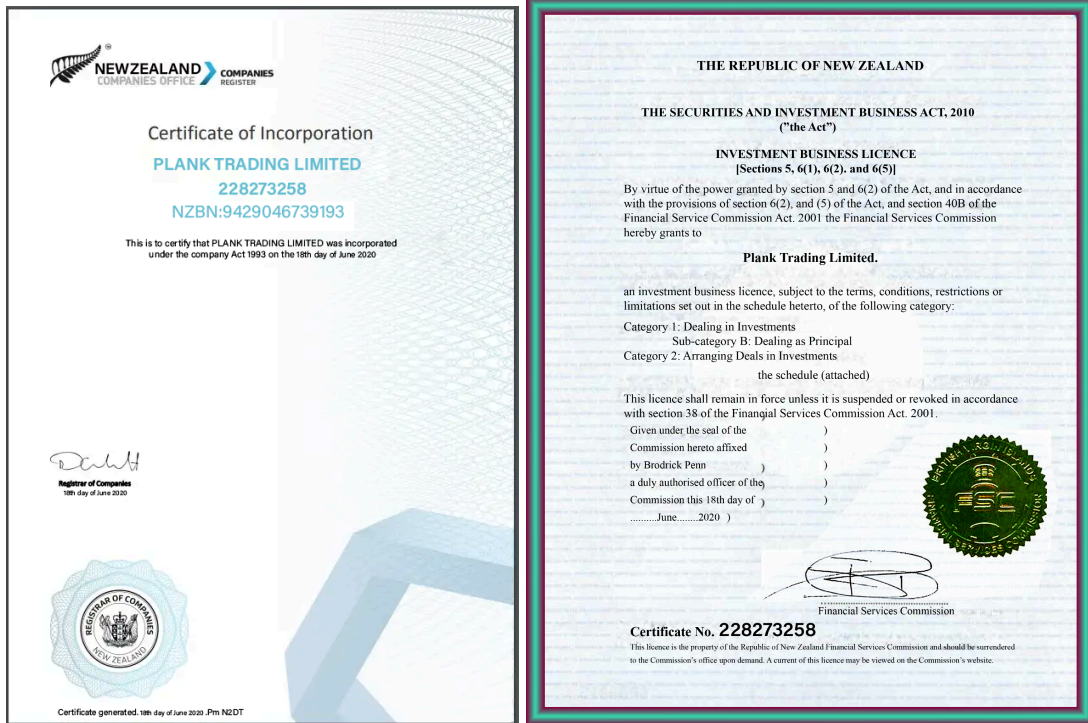 NEWZEALAND
COMPANIES OFFICE
COMPANIES
REGISTER
®
Certificate of Incorporation
PLANK TRADING LIMITED
228273258
NZBN:9429046739193
This is to certify that PLANK TRADING LIMITED was incorporated
under the company Act 1993 on the 18th day of June 2020
Registrar of Companies
18th day of June 2020
REGISTRAR OF COMPANIES
NEW ZEALAND
Certificate generated. 18th day of June 2020 .Pm N2DT
THE REPUBLIC OF NEW ZEALAND
THE SECURITIES AND INVESTMENT BUSINESS ACT, 2010
("the Act")
INVESTMENT BUSINESS LICENCE
[Sections 5, 6(1), 6(2). and 6(5)]
By virtue of the power granted by section 5 and 6(2) of the Act, and in accordance
with the provisions of section 6(2), and (5) of the Act, and section 40B of the
Financial Service Commission Act. 2001 the Financial Services Commission
hereby grants to
Plank Trading Limited.
an investment business licence, subject to the terms, conditions, restrictions or
limitations set out in the schedule heterto, of the following category:
Category 1: Dealing in Investments
Sub-category B: Dealing as Principal
Category 2: Arranging Deals in Investments
the schedule (attached)
This licence shall remain in force unless it is suspended or revoked in accordance
with section 38 of the Financial Services Commission Act. 2001.
Given under the seal of the )
Commission hereto affixed )
by Brodrick Penn ) )
a duly authorised officer of the) )
Commission this 18th day of ) )
..........June........2020 )
BRITISH VIRGIN ISLANDS
FSC
FINANCIAL SERVICES COMMISSION
Financial Services Commission
Certificate No. 228273258
This licence is the property of the Republic of New Zealand Financial Services Commission and should be surrendered
to the Commission's office upon demand. A current of this licence may be viewed on the Commission's website.